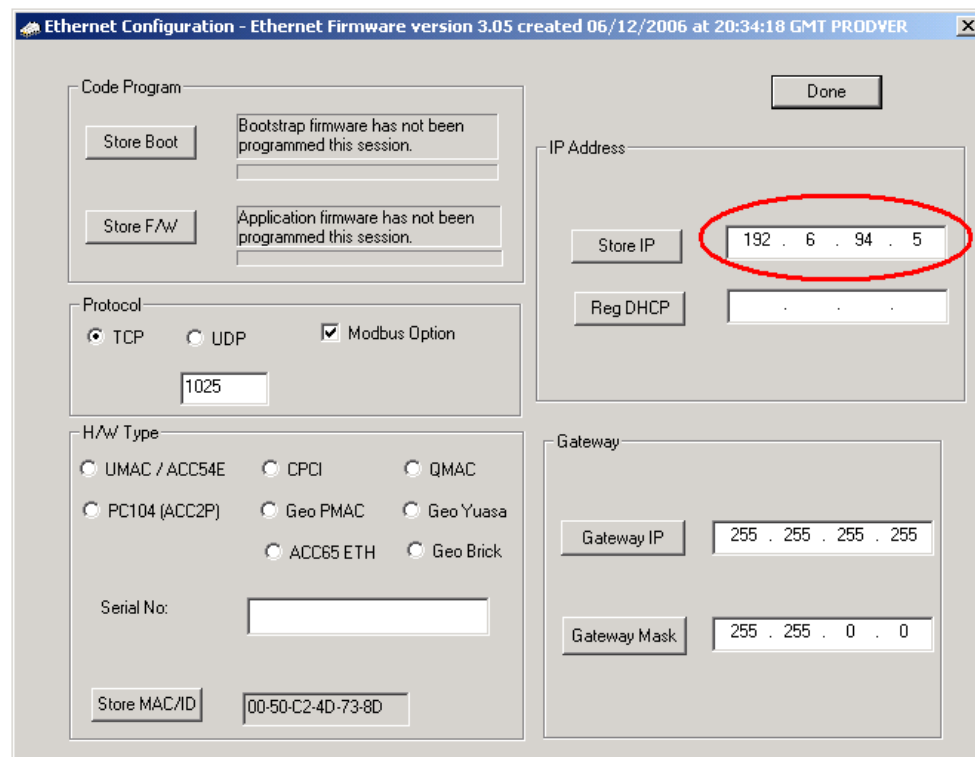 Ethernet Configuration - Ethernet Firmware version 3.05 created 06/12/2006 at 20:34:18 GMT PRODVER
Code Program
Store Boot
Bootstrap firmware has not been
programmed this session.
Store F/W
Application firmware has not been
programmed this session.
Protocol
TCP
UDP
Modbus Option
1025
H/W Type
UMAC / ACC54E
CPCI
QMAC
PC104 (ACC2P)
Geo PMAC
Geo Yuasa
ACC65 ETH
Geo Brick
Serial No:
Store MAC/ID
00-50-C2-4D-73-8D
Done
IP Address
Store IP
192 . 6 . 94 . 5
Reg DHCP
. . .
Gateway
Gateway IP
255 . 255 . 255 . 255
Gateway Mask
255 . 255 . 0 . 0